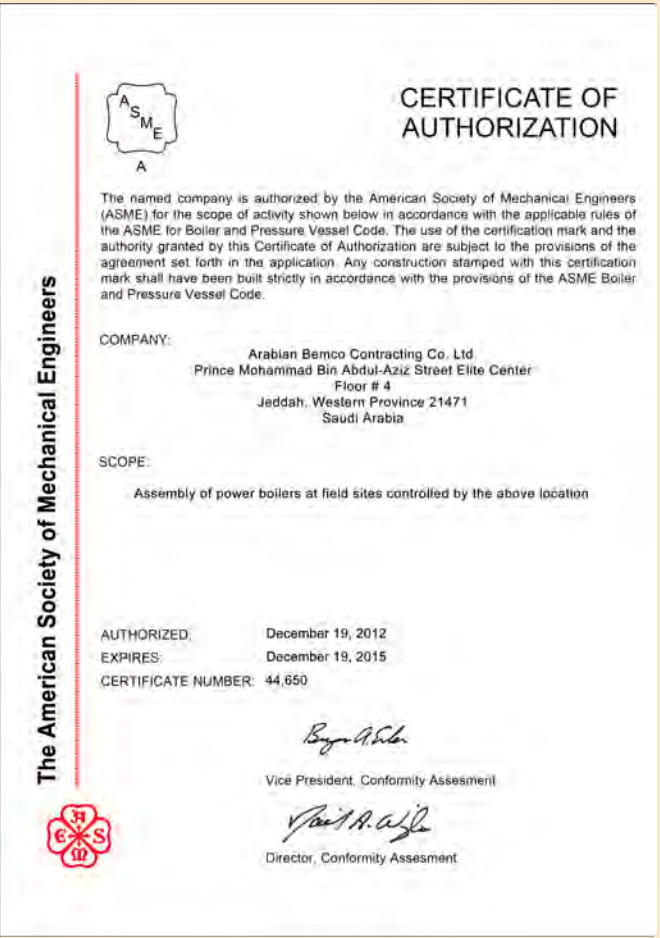 ASME
A
CERTIFICATE OF
AUTHORIZATION
The named company is authorized by the American Society of Mechanical Engineers
(ASME) for the scope of activity shown below in accordance with the applicable rules of
the ASME for Boiler and Pressure Vessel Code. The use of the certification mark and the
authority granted by this Certificate of Authorization are subject to the provisions of the
agreement set forth in the application. Any construction stamped with this certification
mark shall have been built strictly in accordance with the provisions of the ASME Boiler
and Pressure Vessel Code.
COMPANY:
Arabian Bemco Contracting Co. Ltd
Prince Mohammad Bin Abdul-Aziz Street Elite Center
Floor # 4
Jeddah, Western Province 21471
Saudi Arabia
SCOPE:
Assembly of power boilers at field sites controlled by the above location
AUTHORIZED: December 19, 2012
EXPIRES: December 19, 2015
CERTIFICATE NUMBER: 44,650
Vice President, Conformity Assesment
Director, Conformity Assesment
The American Society of Mechanical Engineers
ASME